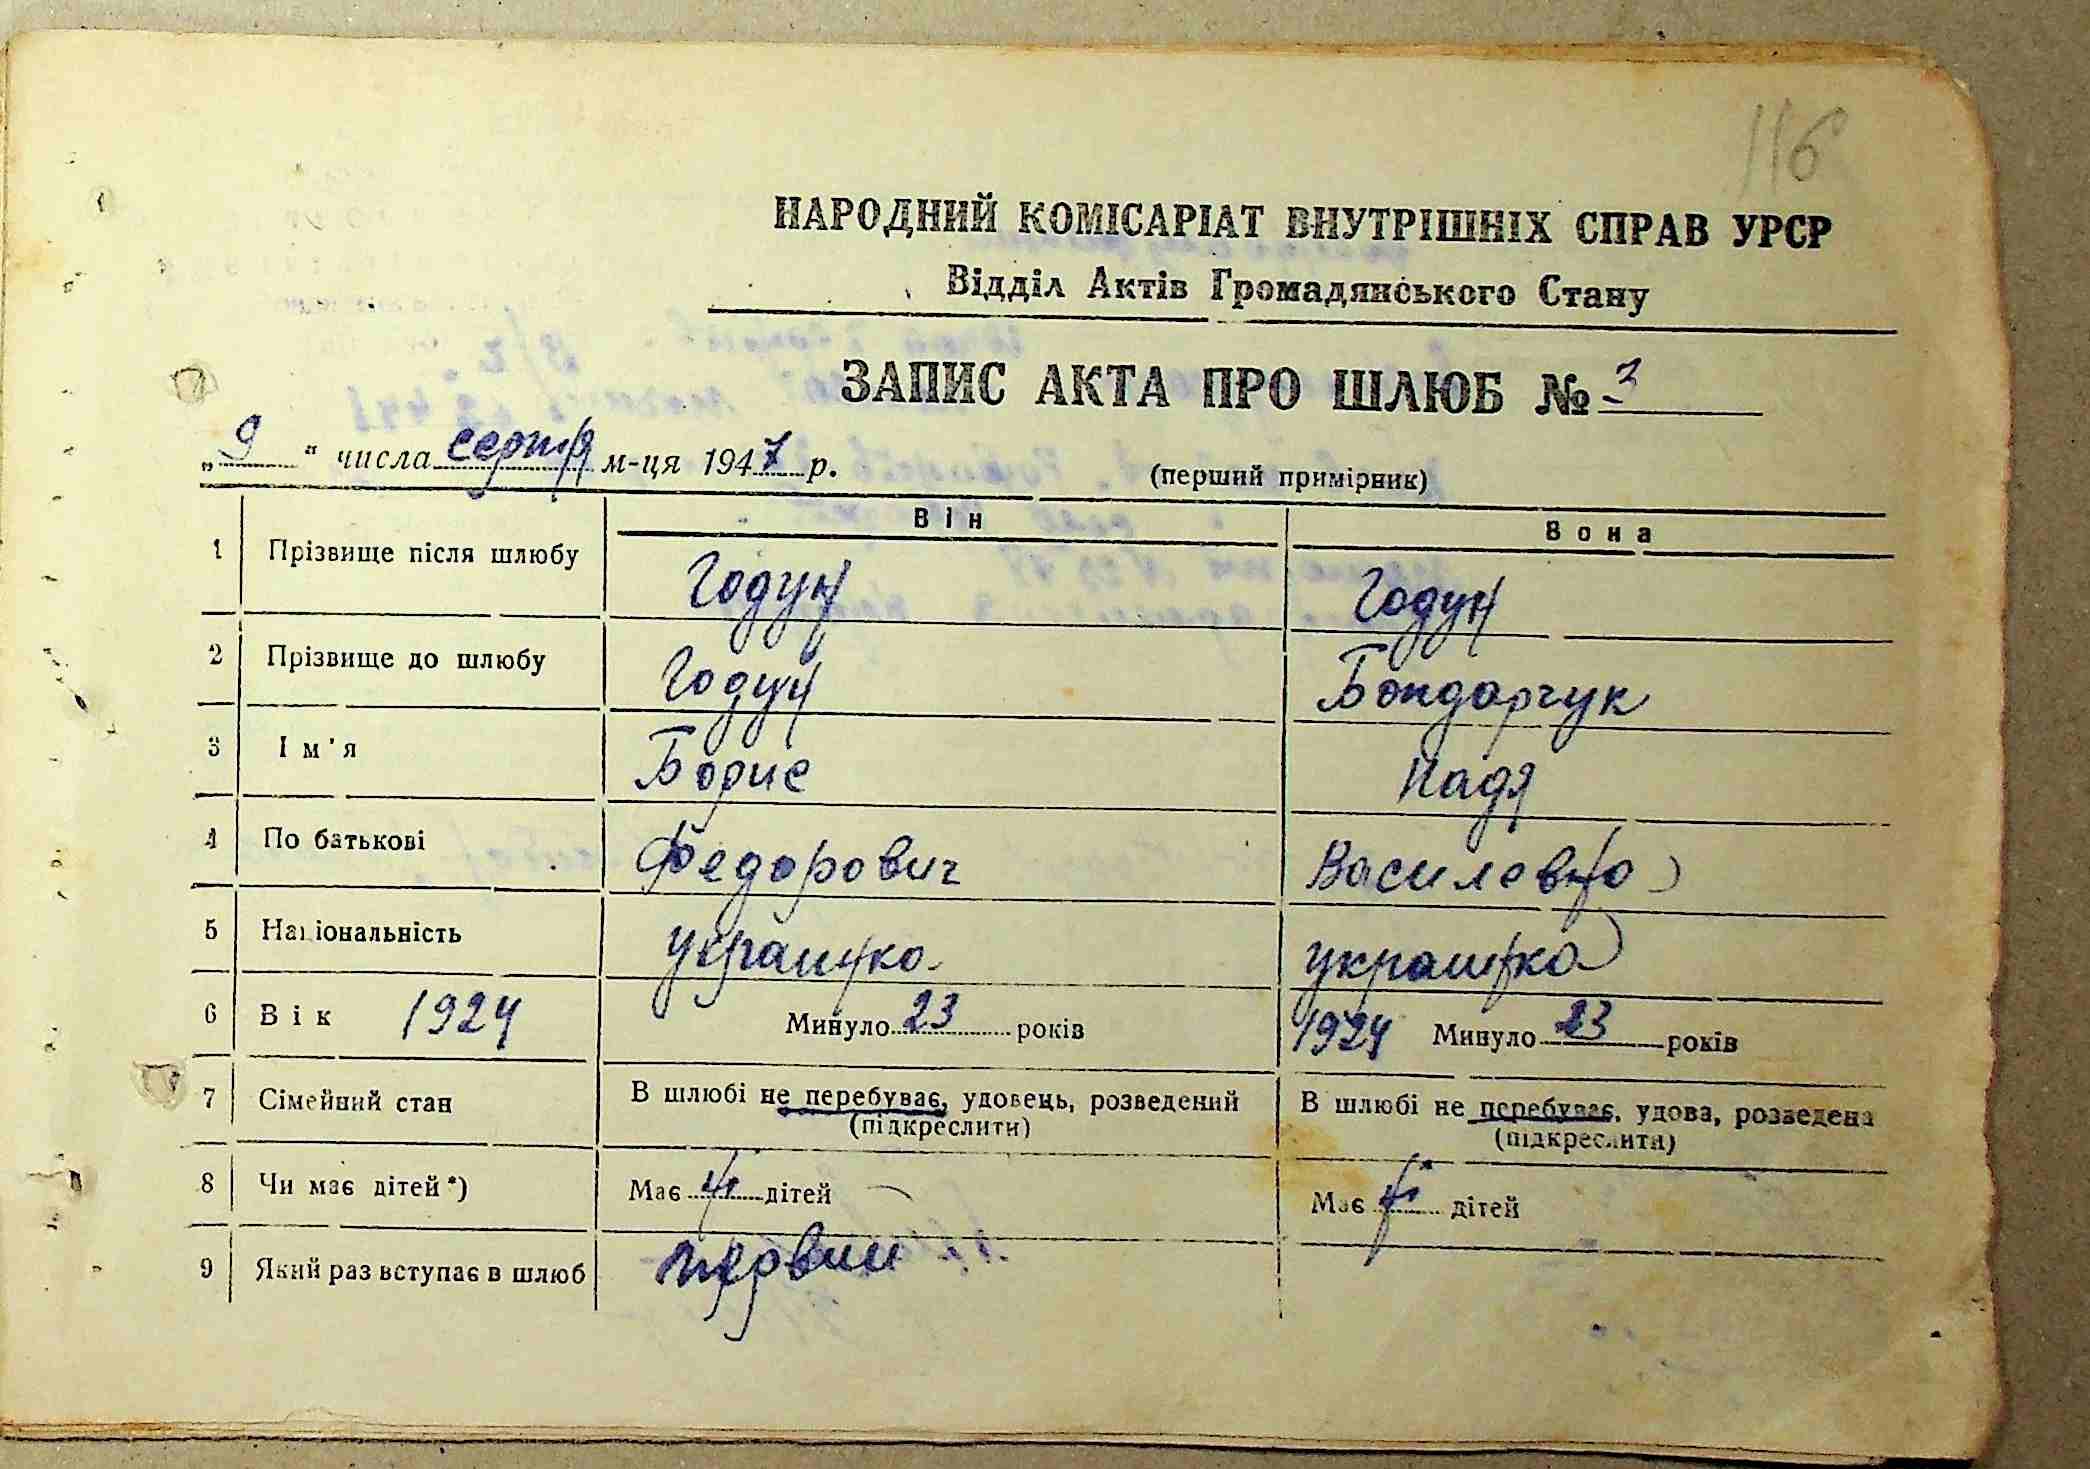 116
НАРОДНИЙ КОМІСАРІАТ ВНУТРІШНІХ СПРАВ УРСР
Відділ Актів Громадянського Стану
ЗАПИС АКТА ПРО ШЛЮБ № 3
„ 9 " числа серпня м-ця 1947 р. (перший примірник)
Він Вона
1 Прізвище після шлюбу Годун Годун
2 Прізвище до шлюбу Годун Бондарчук
3 Ім'я Борис Надя
4 По батькові Федорович Василевна
5 Національність
6 Вік 1924 Минуло 23 років 1924 Минуло 23 років
7 Сімейний стан В шлюбі не перебуває, удовець, розведений В шлюбі не перебуває, удова, розведена
(підкреслити) (підкреслити)
8 Чи має дітей*) Має дітей Має дітей
9 Який раз вступає в шлюб первий